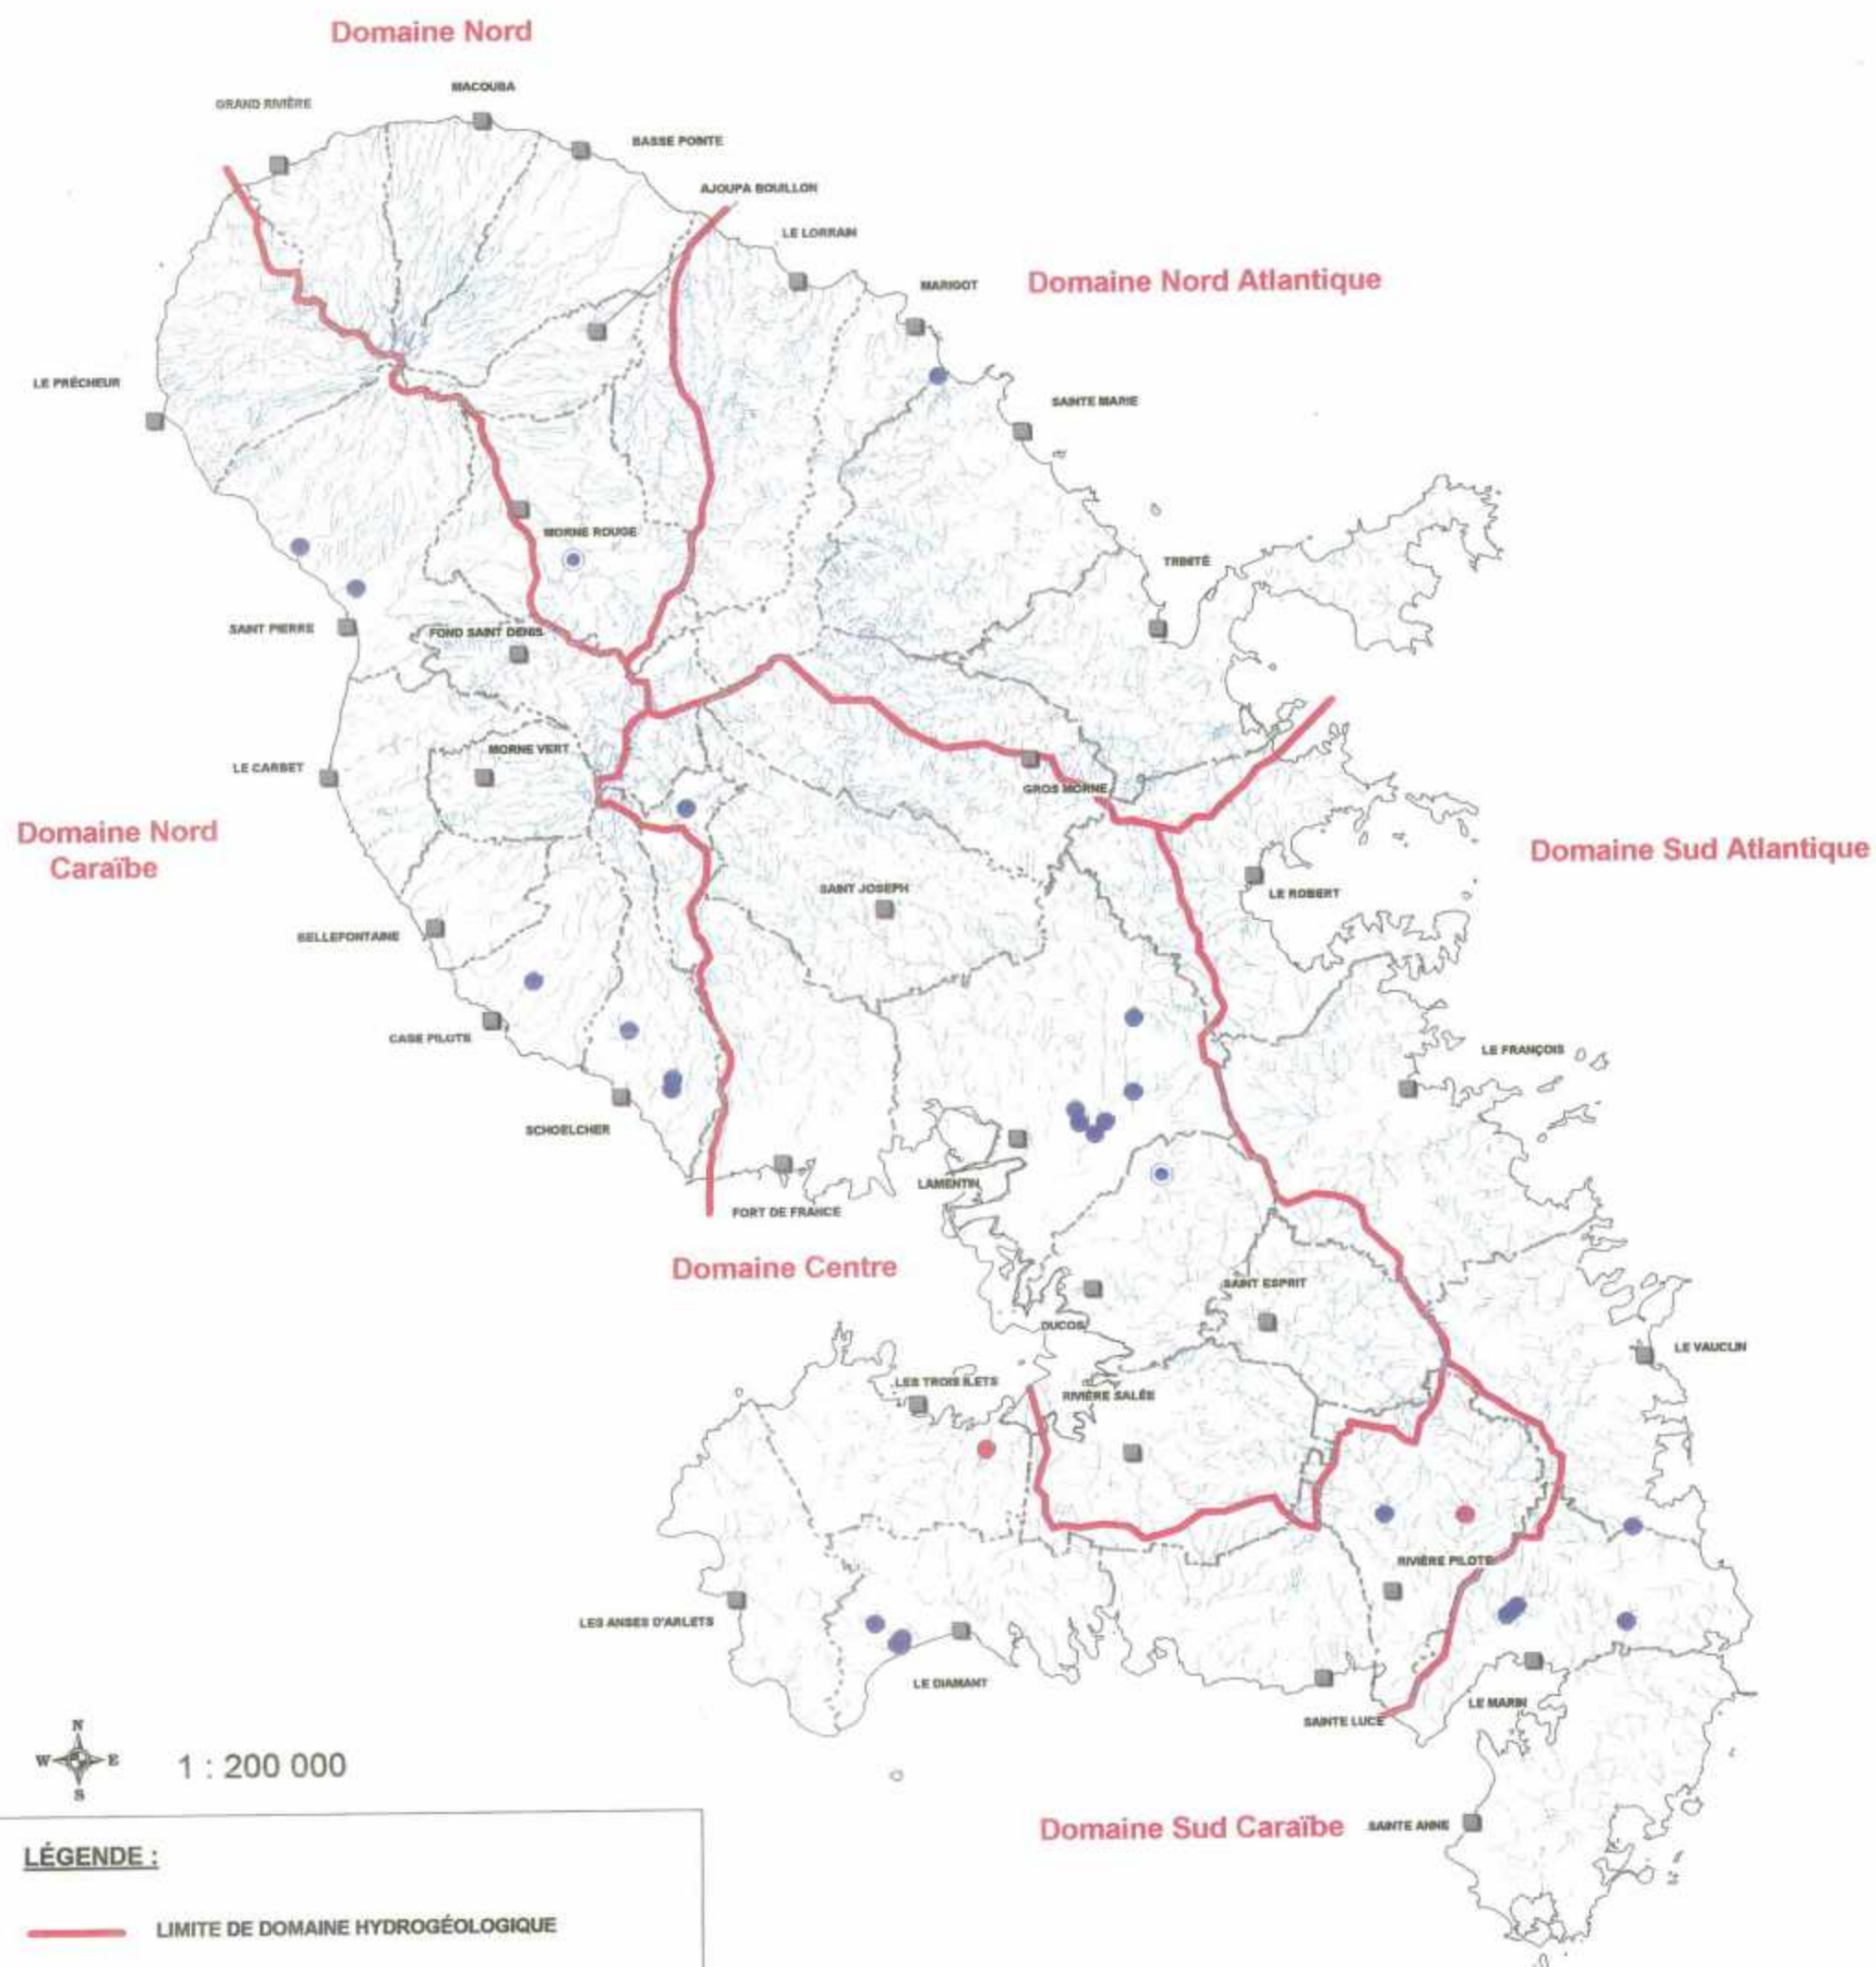 Domaine Nord
MACOUBA
GRAND RIVIÈRE
BASSE POINTE
AJOUPA BOUILLON
LE LORRAIN
Domaine Nord Atlantique
MARIGOT
LE PRÉCHEUR
SAINTE MARIE
MORNE ROUGE
TRINITÉ
SAINT PIERRE
FOND SAINT DENIS
MORNE VERT
LE CARBET
GROS MORNE
Domaine Nord
Caraïbe
Domaine Sud Atlantique
SAINT JOSEPH
LE ROBERT
BELLEFONTAINE
CASE PILOTE
LE FRANÇOIS
SCHOELCHER
LAMENTIN
FORT DE FRANCE
Domaine Centre
SAINT ESPRIT
DUCOS
LE VAUCLIN
LES TROIS ILETS
RIVIÈRE SALÉE
RIVIÈRE PILOTE
LES ANSES D'ARLETS
LE DIAMANT
LE MARIN
SAINTE LUCE
N
W
E
S
1 : 200 000
Domaine Sud Caraïbe
SAINTE ANNE
LÉGENDE :
LIMITE DE DOMAINE HYDROGÉOLOGIQUE